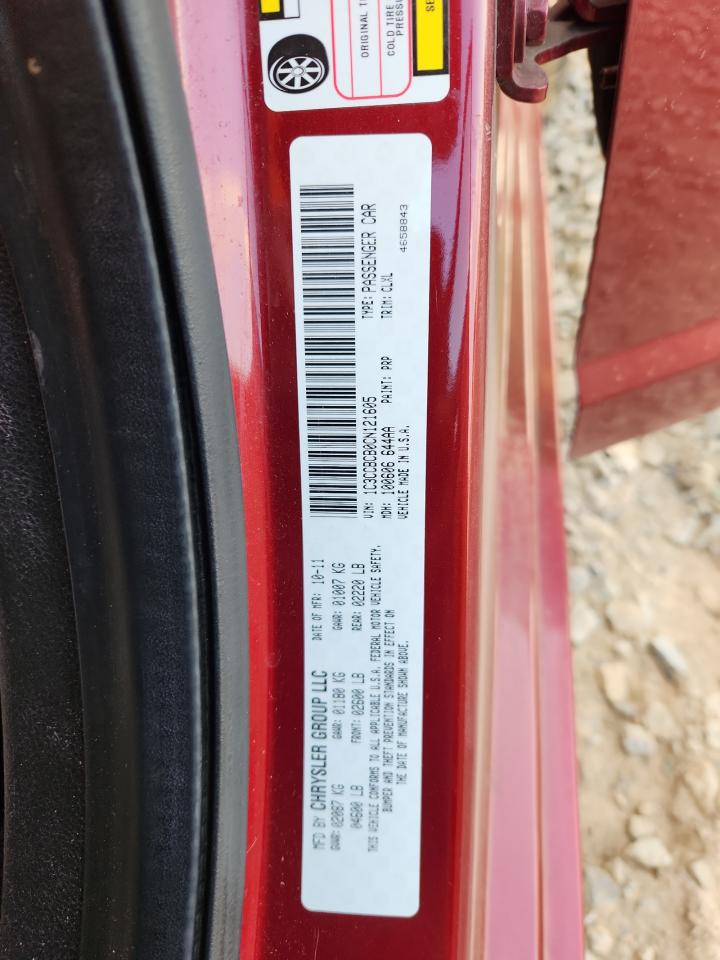 ORIGINAL T
COLD TIRE
PRESSU
SE
MFD BY CHRYSLER GROUP LLC DATE OF MFR: 10-11
GVWR: 02087 KG GAWR: 01180 KG GAWR: 01007 KG
04600 LB FRONT: 02600 LB REAR: 02220 LB
THIS VEHICLE CONFORMS TO ALL APPLICABLE U.S.A. FEDERAL MOTOR VEHICLE SAFETY,
BUMPER AND THEFT PREVENTION STANDARDS IN EFFECT ON
THE DATE OF MANUFACTURE SHOWN ABOVE.
VIN: 1C3CCBCB0CN121605 TYPE: PASSENGER CAR
MDH: 100606 644AA PAINT: PRP TRIM: CLXL
VEHICLE MADE IN U.S.A. 4658843